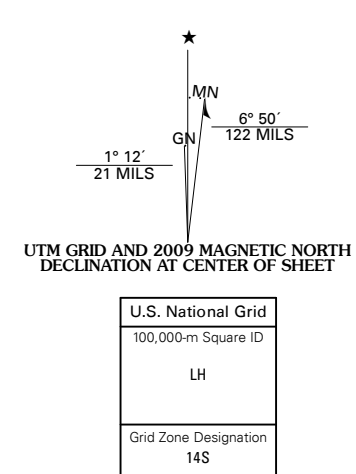 ★
MN
GN
6° 50´
122 MILS
1° 12´
21 MILS
UTM GRID AND 2009 MAGNETIC NORTH
DECLINATION AT CENTER OF SHEET
U.S. National Grid
100,000-m Square ID
LH
Grid Zone Designation
14S